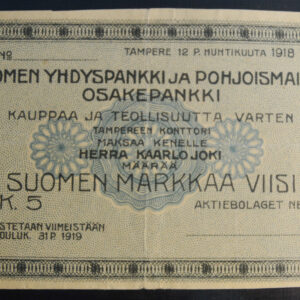 No
TAMPERE 12 P. HUHTIKUUTA 1918
OMEN YHDYSPANKKI JA POHJOISMAI
OSAKEPANKKI
KAUPPAA JA TEOLLISUUTTA VARTEN
TAMPEREEN KONTTORI
MAKSAA KENELLE
HERRA KAARLO JOKI
MÄÄRÄÄ
SUOMEN MARKKAA VIISI
K. 5
AKTIEBOLAGET NE
STETAAN VIIMEISTÄÄN
OULUK. 31 P. 1919